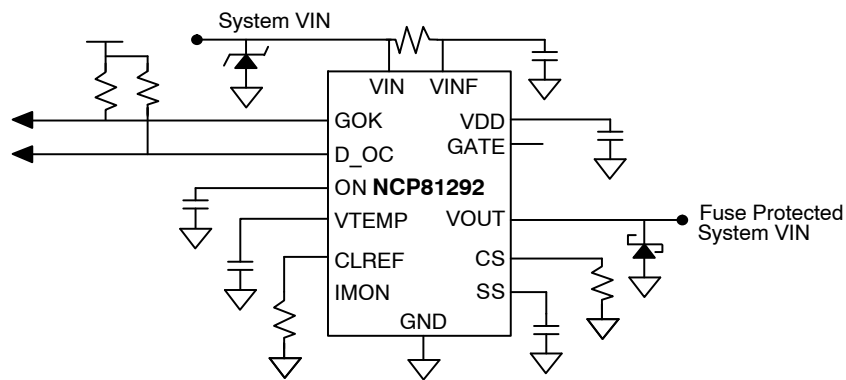 System VIN
VIN VINF
GOK
VDD
GATE
D_OC
ON NCP81292
VTEMP
VOUT
Fuse Protected
System VIN
CLREF
CS
IMON
SS
GND